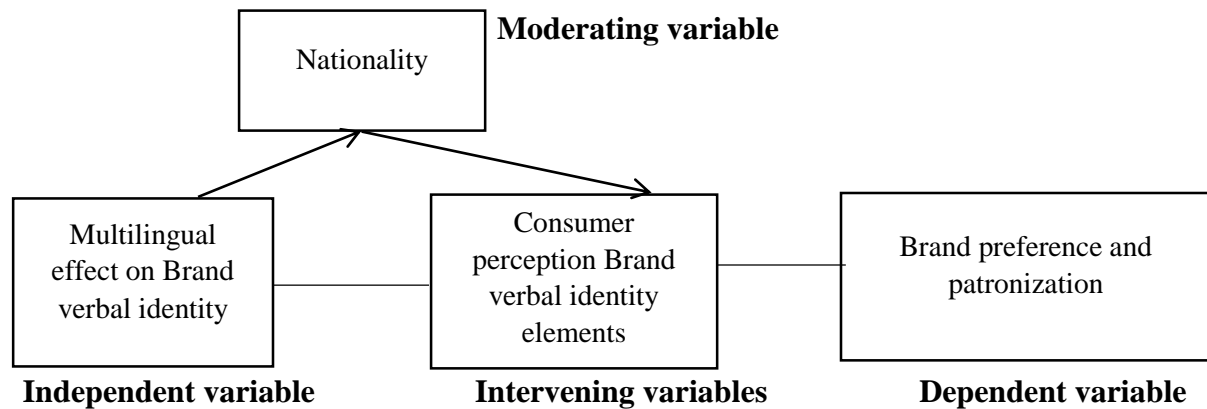 Moderating variable
Nationality
Multilingual
effect on Brand
verbal identity
Consumer
perception Brand
verbal identity
elements
Brand preference and
patronization
Independent variable
Intervening variables
Dependent variable